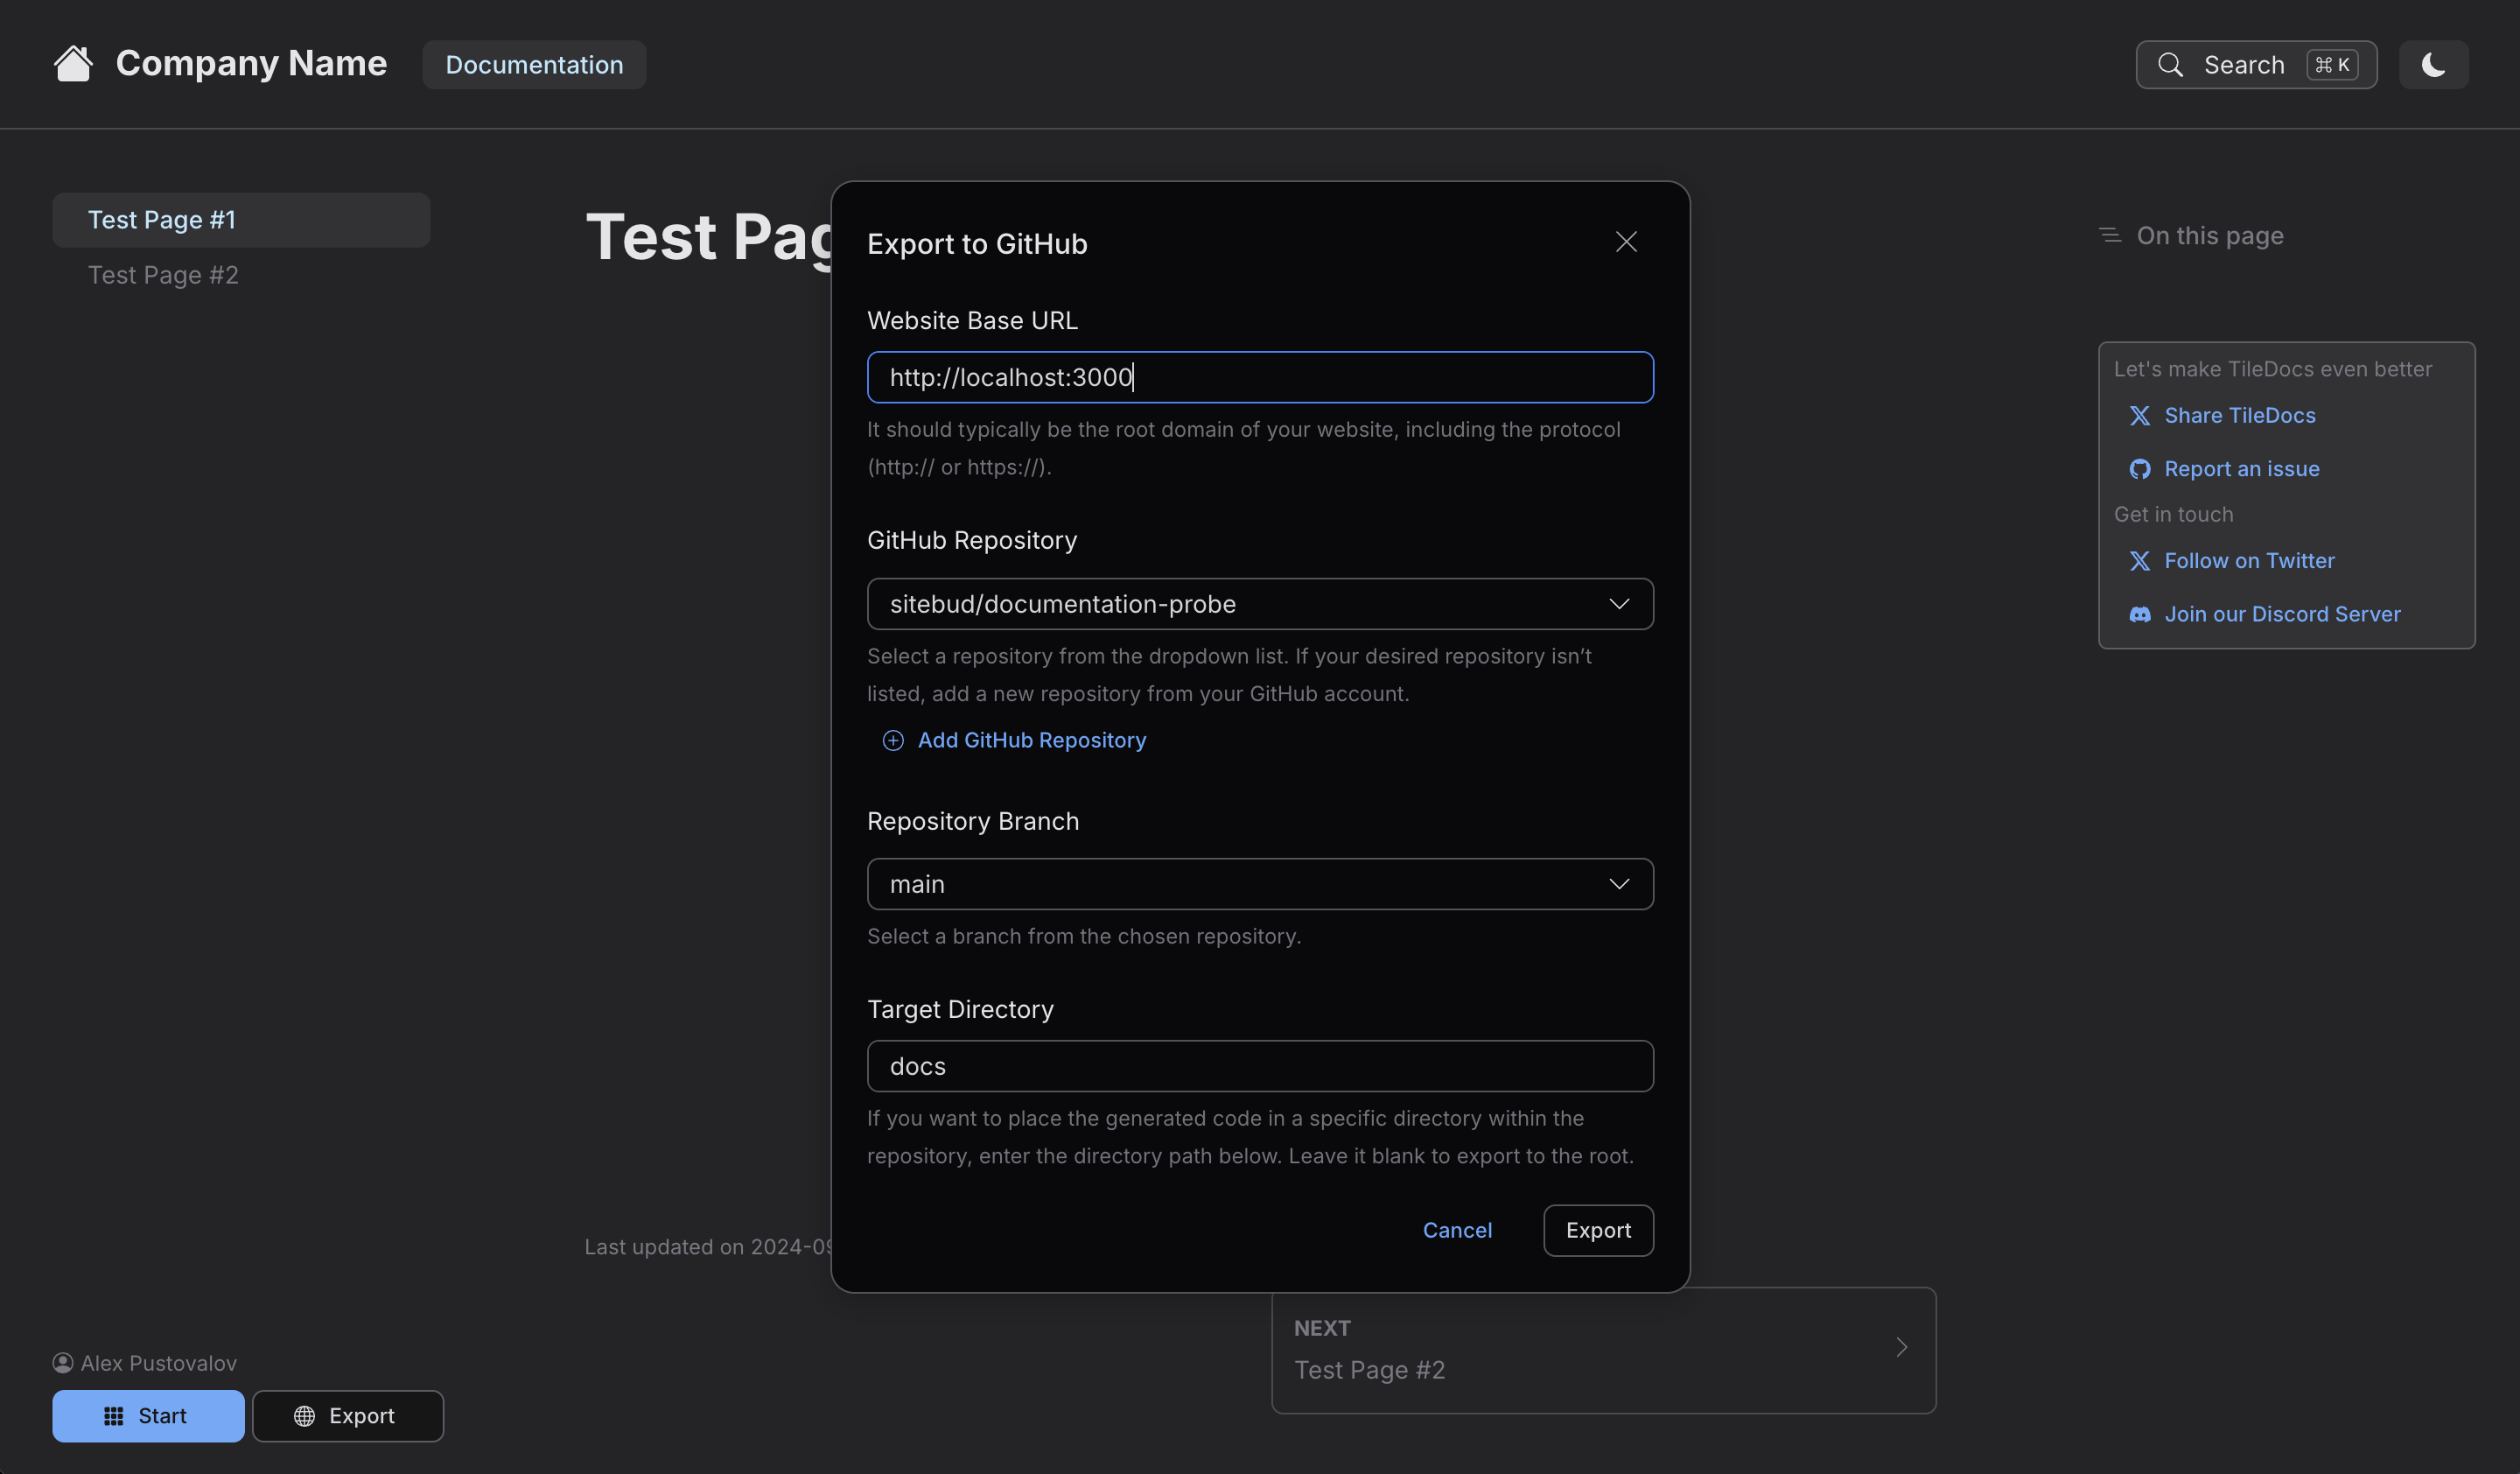 Company Name
Documentation
Search
⌘ K
Test Page #1
Test Page #2
Test Pag
Export to GitHub
Website Base URL
http://localhost:3000
It should typically be the root domain of your website, including the protocol
(http:// or https://).
GitHub Repository
sitebud/documentation-probe
Select a repository from the dropdown list. If your desired repository isn’t
listed, add a new repository from your GitHub account.
Add GitHub Repository
Repository Branch
main
Select a branch from the chosen repository.
Target Directory
docs
If you want to place the generated code in a specific directory within the
repository, enter the directory path below. Leave it blank to export to the root.
Cancel
Export
On this page
Let's make TileDocs even better
Share TileDocs
Report an issue
Get in touch
Follow on Twitter
Join our Discord Server
Last updated on 2024-09
NEXT
Test Page #2
Alex Pustovalov
Start
Export